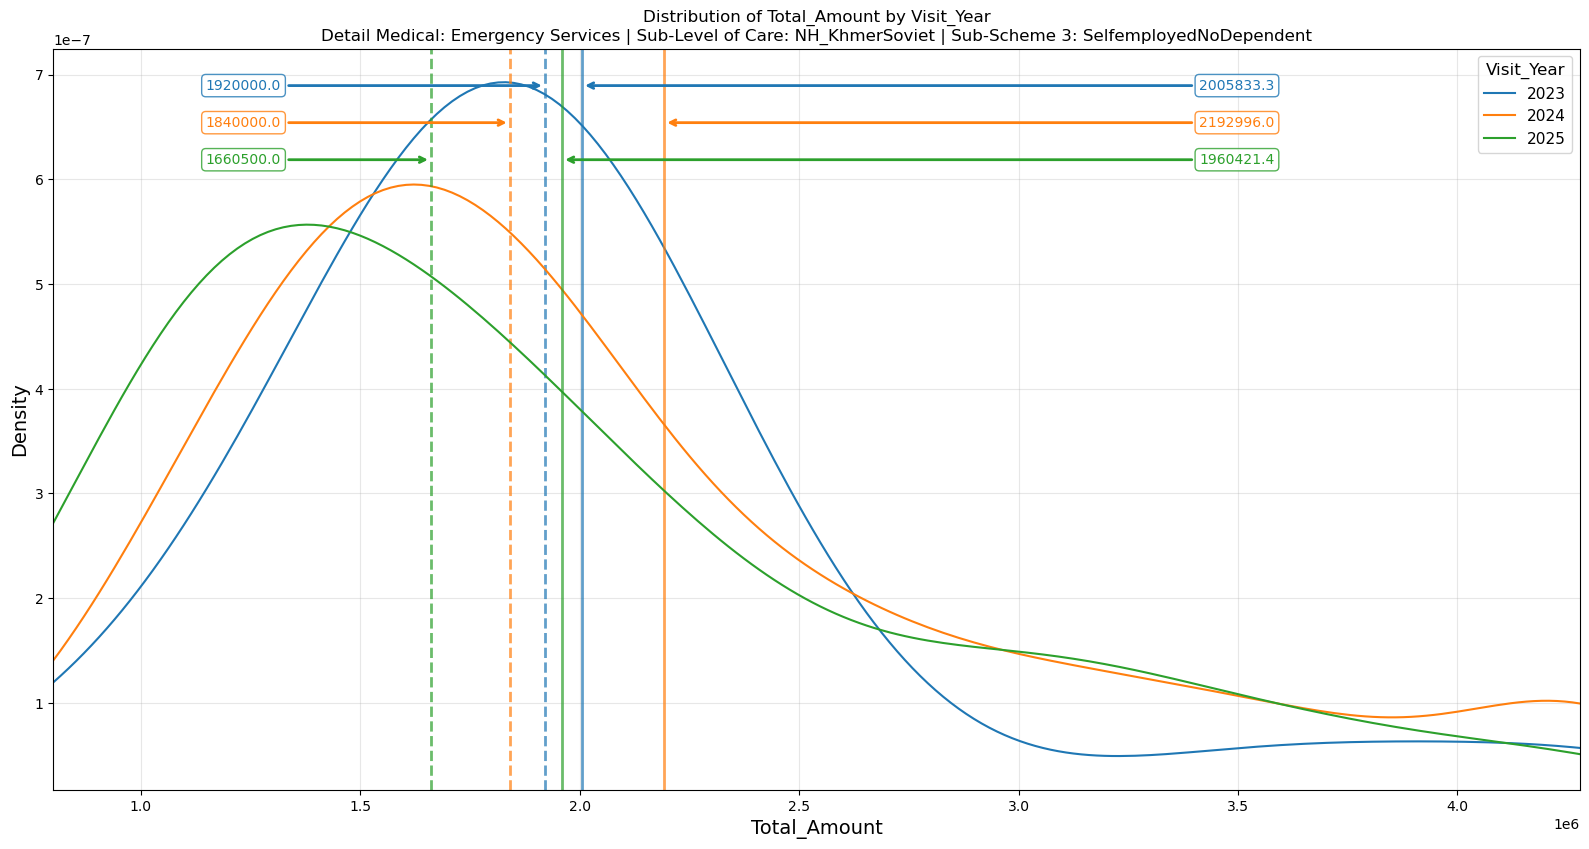 Distribution of Total_Amount by Visit_Year
Detail Medical: Emergency Services | Sub-Level of Care: NH_KhmerSoviet | Sub-Scheme 3: SelfemployedNoDependent
1e−7
Visit_Year
2023
2024
2025
1920000.0
2005833.3
1840000.0
2192996.0
1660500.0
1960421.4
7
6
5
4
3
2
1
Density
1.0 1.5 2.0 2.5 3.0 3.5 4.0
1e6
Total_Amount